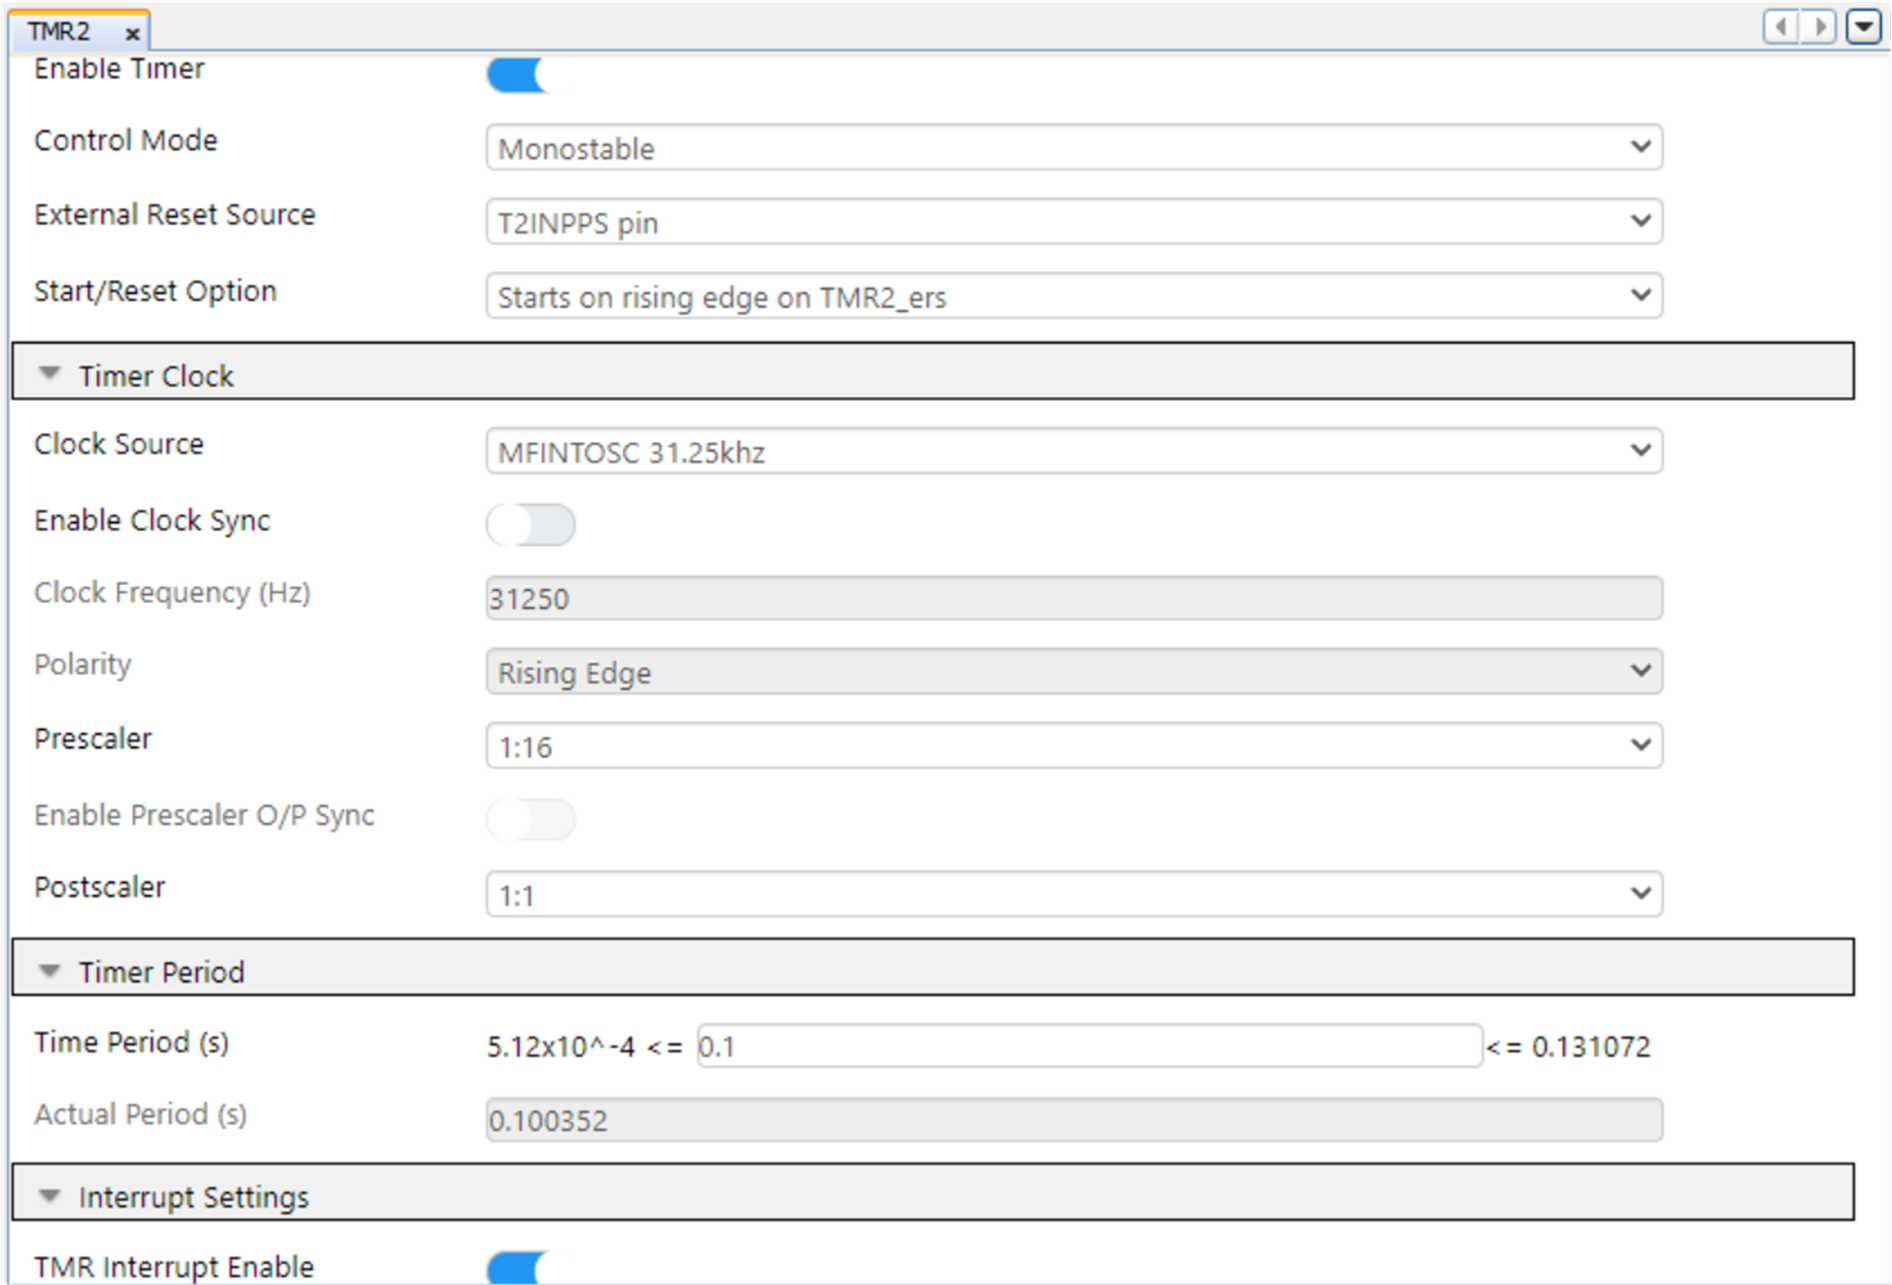 TMR2 x
Enable Timer
Control Mode Monostable
External Reset Source T2INPPS pin
Start/Reset Option Starts on rising edge on TMR2_ers
Timer Clock
Clock Source MFINTOSC 31.25khz
Enable Clock Sync
Clock Frequency (Hz) 31250
Polarity Rising Edge
Prescaler 1:16
Enable Prescaler O/P Sync
Postscaler 1:1
Timer Period
Time Period (s) 5.12x10^-4 <= 0.1 <= 0.131072
Actual Period (s) 0.100352
Interrupt Settings
TMR Interrupt Enable